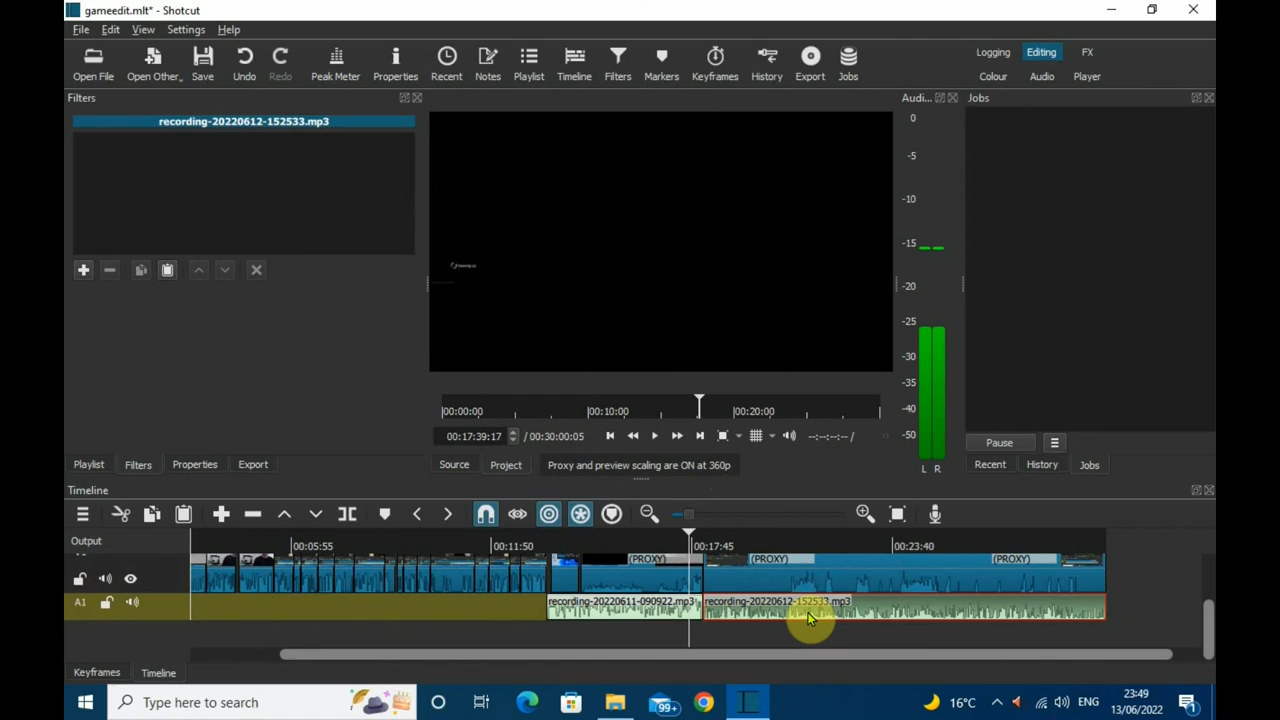 gameedit.mlt* - Shotcut
File Edit View Settings Help
Open File Open Other... Save Undo Redo Peak Meter Properties Recent Notes Playlist Timeline Filters Markers Keyframes History Export Jobs
Logging Editing FX
Colour Audio Player
Filters
Audi...
Jobs
recording-20220612-152533.mp3
0
-5
-10
-15
-20
-25
-30
-35
-40
-50
L R
00:00:00 00:10:00 00:20:00
00:17:39:17 / 00:30:00:05 --:--:--:-- /
Pause
Playlist Filters Properties Export
Source Project Proxy and preview scaling are ON at 360p
Recent History Jobs
Timeline
Output
00:05:55 00:11:50 00:17:45 00:23:40
(PROXY) (PROXY) (PROXY)
A1
recording-20220611-090922.mp3 recording-20220612-152533.mp3
Keyframes Timeline
Type here to search
99+
16°C
ENG
23:49
13/06/2022
1